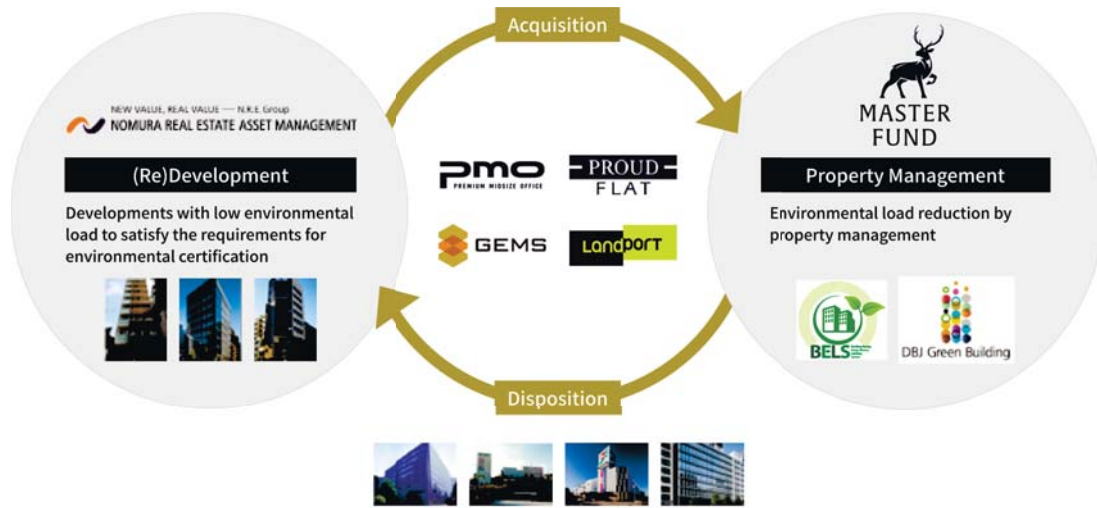 Acquisition
NEW VALUE, REAL VALUE — N.R.E. Group
NOMURA REAL ESTATE ASSET MANAGEMENT
(Re)Development
Developments with low environmental
load to satisfy the requirements for
environmental certification
PMO
PREMIUM MIDSIZE OFFICE
PROUD
FLAT
GEMS
Landport
MASTER
FUND
Property Management
Environmental load reduction by
property management
BELS
DBJ Green Building
Disposition